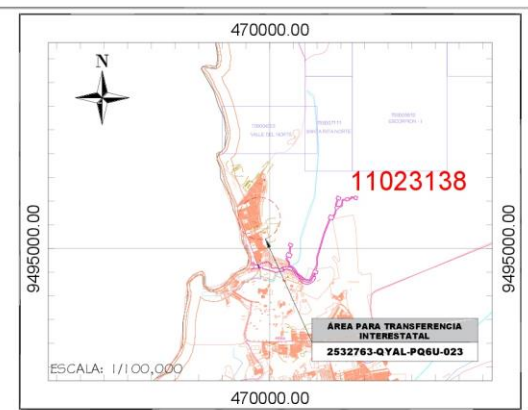 470000.00
N
11023138
9495000.00
9495000.00
ÁREA PARA TRANSFERENCIA
INTERESTATAL
2532763-QYAL-PQ6U-023
ESCALA: 1/100,000
470000.00